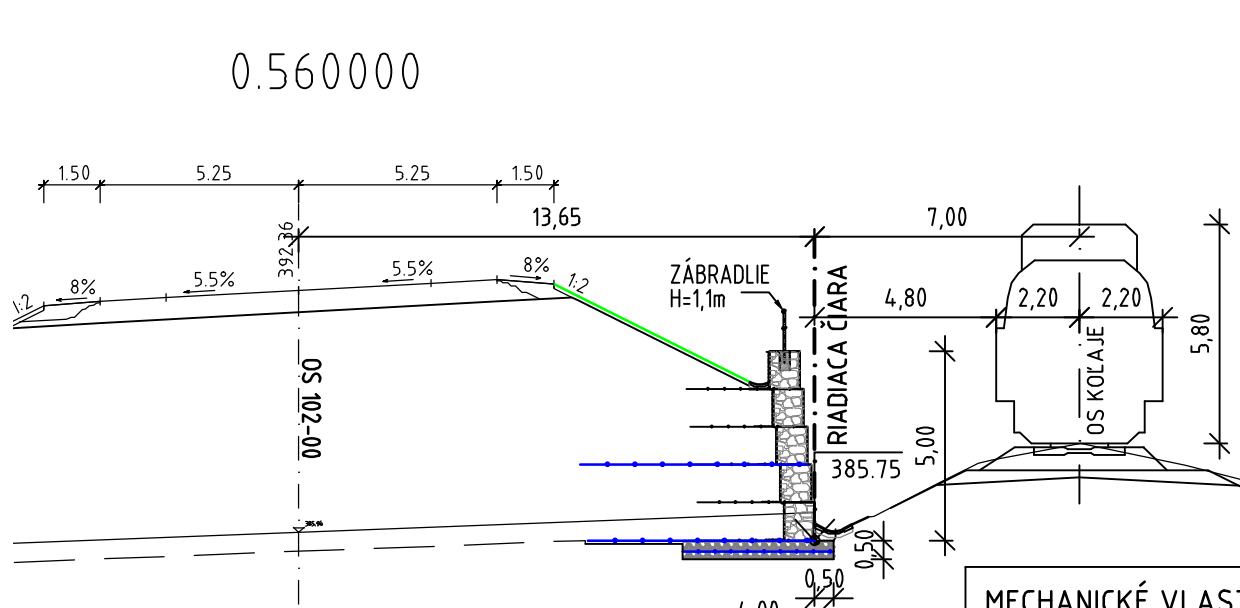 0.560000
1.50 5.25 5.25 1.50
13,65 7,00
392.36
ZÁBRADLIE
H=1,1m
1:2 8% 5.5% 5.5% 8% 1:2
4,80 2,20 2,20
5,80
RIADIACA ČIARA
OS KOĽAJE
OS 102-00
5,00
385.75
0,50
0,50
4,00
MECHANICKÉ VLAST